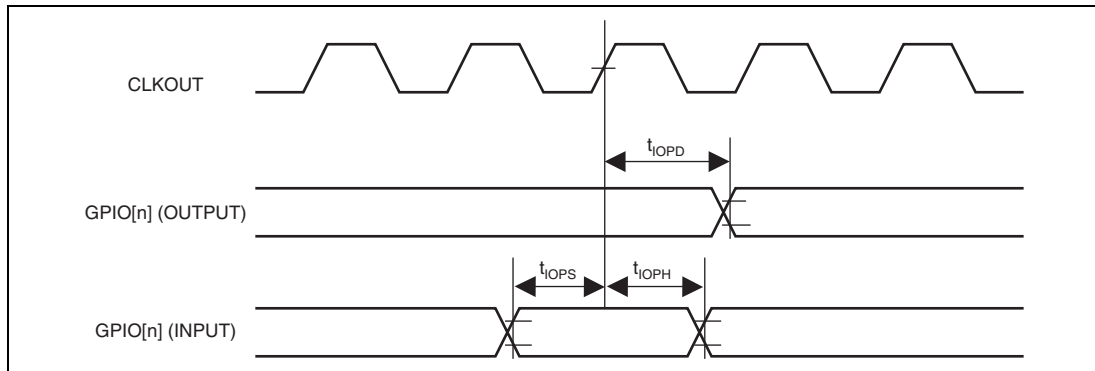 CLKOUT
tIOPD
GPIO[n] (OUTPUT)
tIOPS tIOPH
GPIO[n] (INPUT)